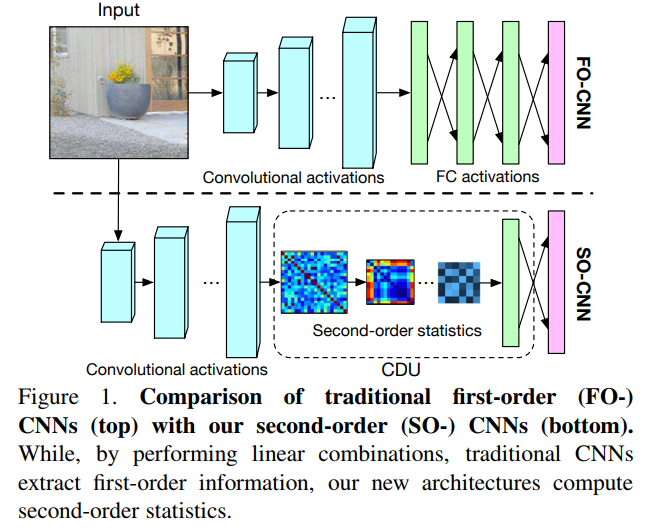 Input
...
Convolutional activations
FC activations
FO-CNN
...
...
Second-order statistics
Convolutional activations
CDU
SO-CNN
Figure 1. Comparison of traditional first-order (FO-)
CNNs (top) with our second-order (SO-) CNNs (bottom).
While, by performing linear combinations, traditional CNNs
extract first-order information, our new architectures compute
second-order statistics.